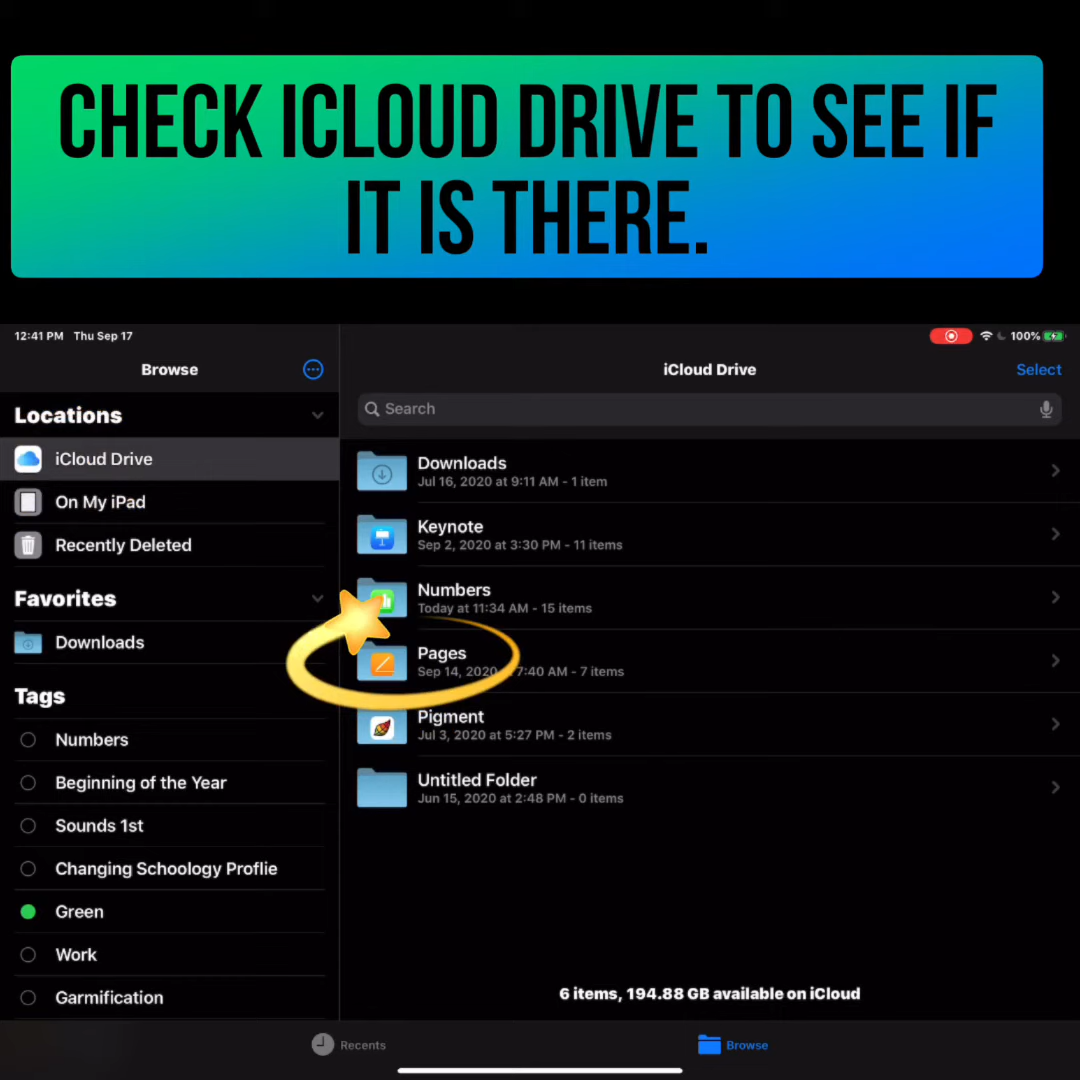 CHECK ICLOUD DRIVE TO SEE IF
IT IS THERE.
12:41 PM Thu Sep 17
100%
Browse
iCloud Drive
Select
Locations
Search
iCloud Drive
On My iPad
Recently Deleted
Favorites
Downloads
Tags
Numbers
Beginning of the Year
Sounds 1st
Changing Schoology Proflie
Green
Work
Garmification
Downloads
Jul 16, 2020 at 9:11 AM - 1 item
Keynote
Sep 2, 2020 at 3:30 PM - 11 items
Numbers
Today at 11:34 AM - 15 items
Pages
Sep 14, 2020 7:40 AM - 7 items
Pigment
Jul 3, 2020 at 5:27 PM - 2 items
Untitled Folder
Jun 15, 2020 at 2:48 PM - 0 items
6 items, 194.88 GB available on iCloud
Recents
Browse